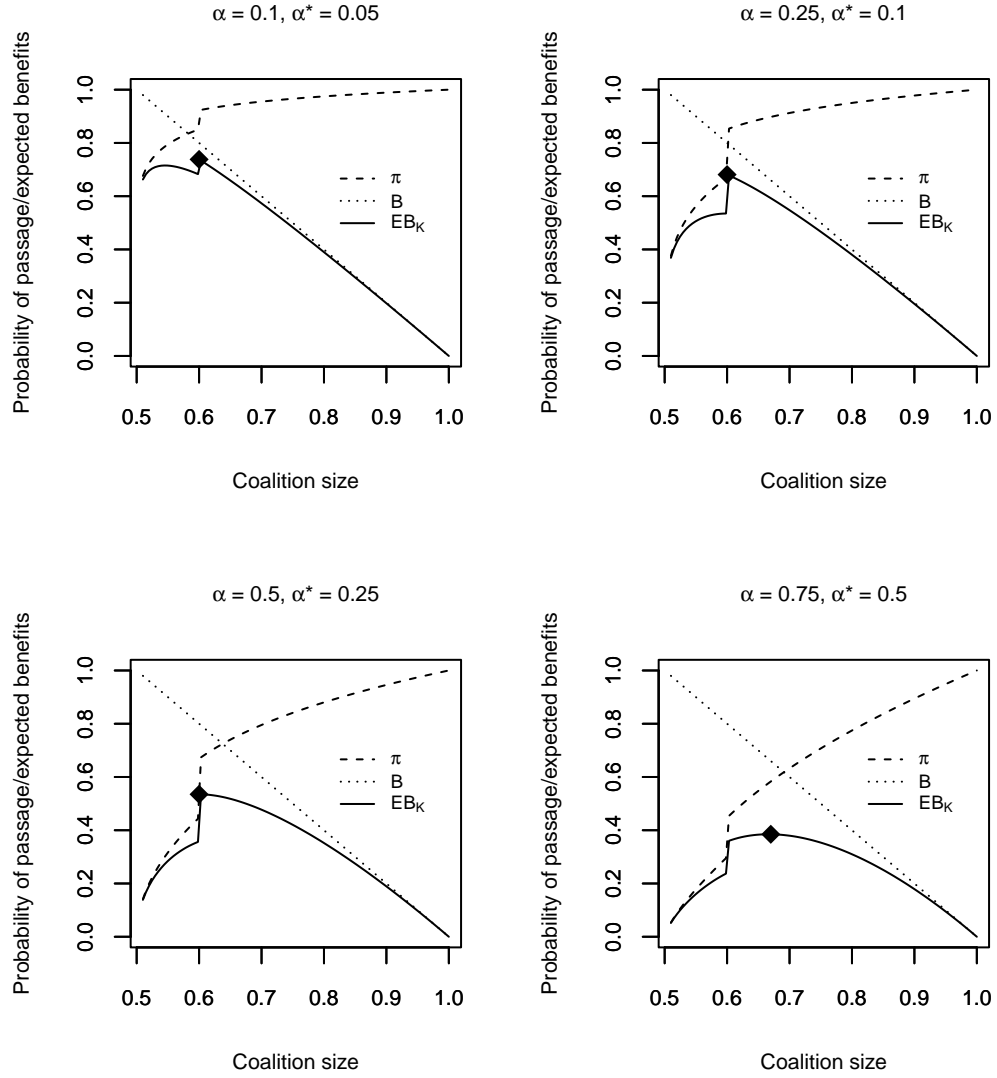 α = 0.1, α* = 0.05
Probability of passage/expected benefits
1.0
0.8
0.6
0.4
0.2
0.0
π
B
EB_K
0.5 0.6 0.7 0.8 0.9 1.0
Coalition size
α = 0.25, α* = 0.1
Probability of passage/expected benefits
1.0
0.8
0.6
0.4
0.2
0.0
π
B
EB_K
0.5 0.6 0.7 0.8 0.9 1.0
Coalition size
α = 0.5, α* = 0.25
Probability of passage/expected benefits
1.0
0.8
0.6
0.4
0.2
0.0
π
B
EB_K
0.5 0.6 0.7 0.8 0.9 1.0
Coalition size
α = 0.75, α* = 0.5
Probability of passage/expected benefits
1.0
0.8
0.6
0.4
0.2
0.0
π
B
EB_K
0.5 0.6 0.7 0.8 0.9 1.0
Coalition size